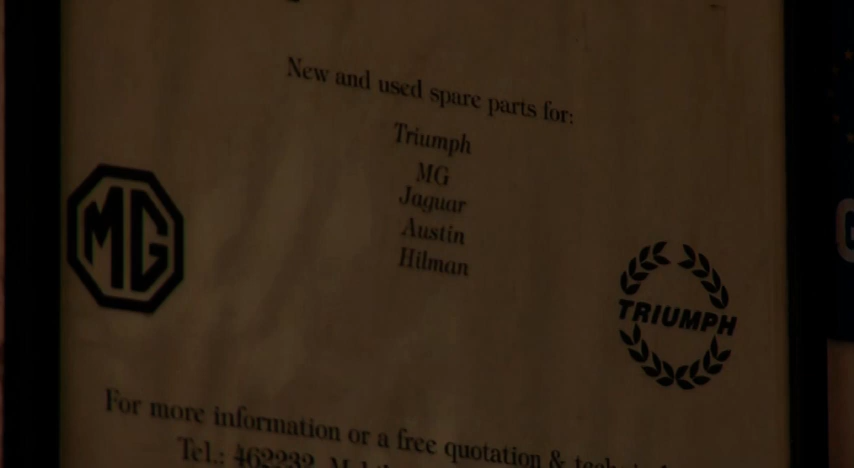 New and used spare parts for:
Triumph
MG
Jaguar
Austin
Hilman
MG
TRIUMPH
For more information or a free quotation &
Tel.: 462232